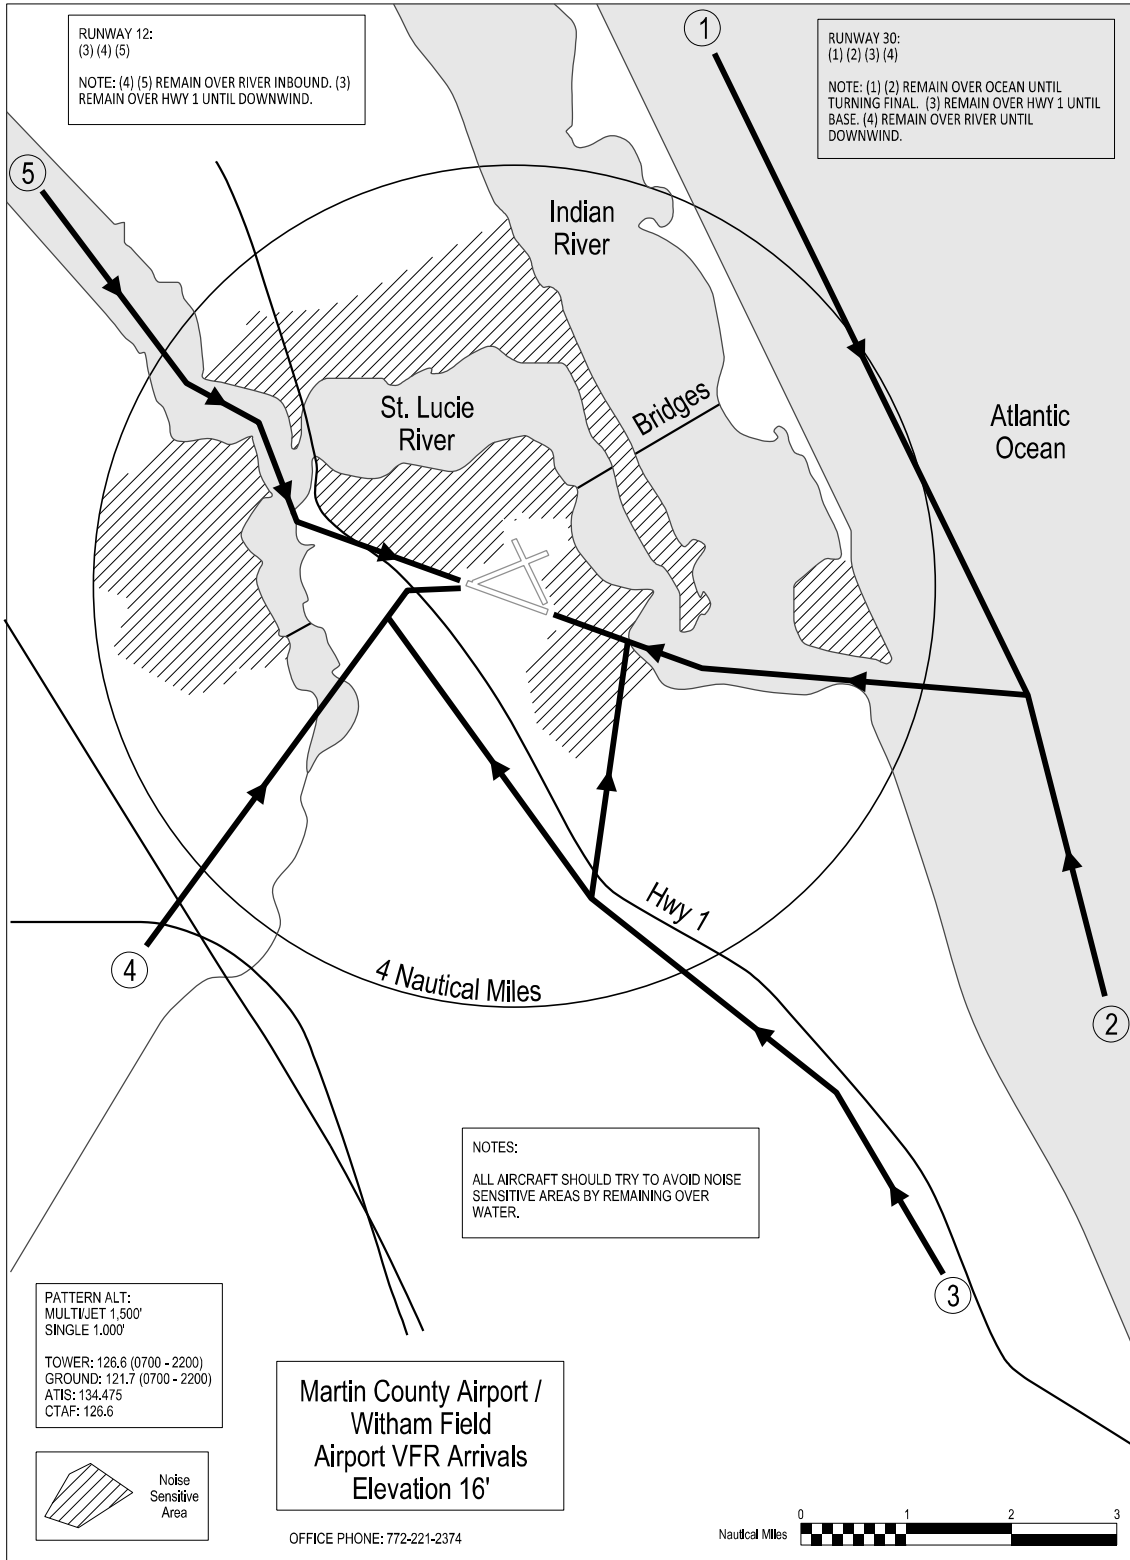 RUNWAY 12:
(3) (4) (5)
NOTE: (4) (5) REMAIN OVER RIVER INBOUND. (3)
REMAIN OVER HWY 1 UNTIL DOWNWIND.
1
RUNWAY 30:
(1) (2) (3) (4)
NOTE: (1) (2) REMAIN OVER OCEAN UNTIL
TURNING FINAL. (3) REMAIN OVER HWY 1 UNTIL
BASE. (4) REMAIN OVER RIVER UNTIL
DOWNWIND.
5
Indian
River
St. Lucie
River
Bridges
Atlantic
Ocean
Hwy 1
4
4 Nautical Miles
2
NOTES:
ALL AIRCRAFT SHOULD TRY TO AVOID NOISE
SENSITIVE AREAS BY REMAINING OVER
WATER.
3
PATTERN ALT:
MULTI/JET 1,500'
SINGLE 1.000'
TOWER: 126.6 (0700 - 2200)
GROUND: 121.7 (0700 - 2200)
ATIS: 134.475
CTAF: 126.6
Martin County Airport /
Witham Field
Airport VFR Arrivals
Elevation 16'
Noise
Sensitive
Area
OFFICE PHONE: 772-221-2374
Nautical Miles
0 1 2 3